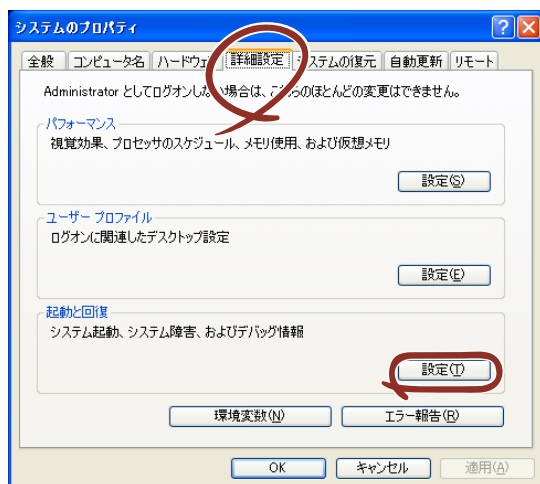 システムのプロパティ
全般 コンピュータ名 ハードウェ 詳細設定 システムの復元 自動更新 リモート
Administrator としてログオンしない場合は、これらのほとんどの変更はできません。
パフォーマンス
視覚効果、プロセッサのスケジュール、メモリ使用、および仮想メモリ
設定(S)
ユーザー プロファイル
ログオンに関連したデスクトップ設定
設定(E)
起動と回復
システム起動、システム障害、およびデバッグ情報
設定(T)
環境変数(N) エラー報告(R)
OK キャンセル 適用(A)